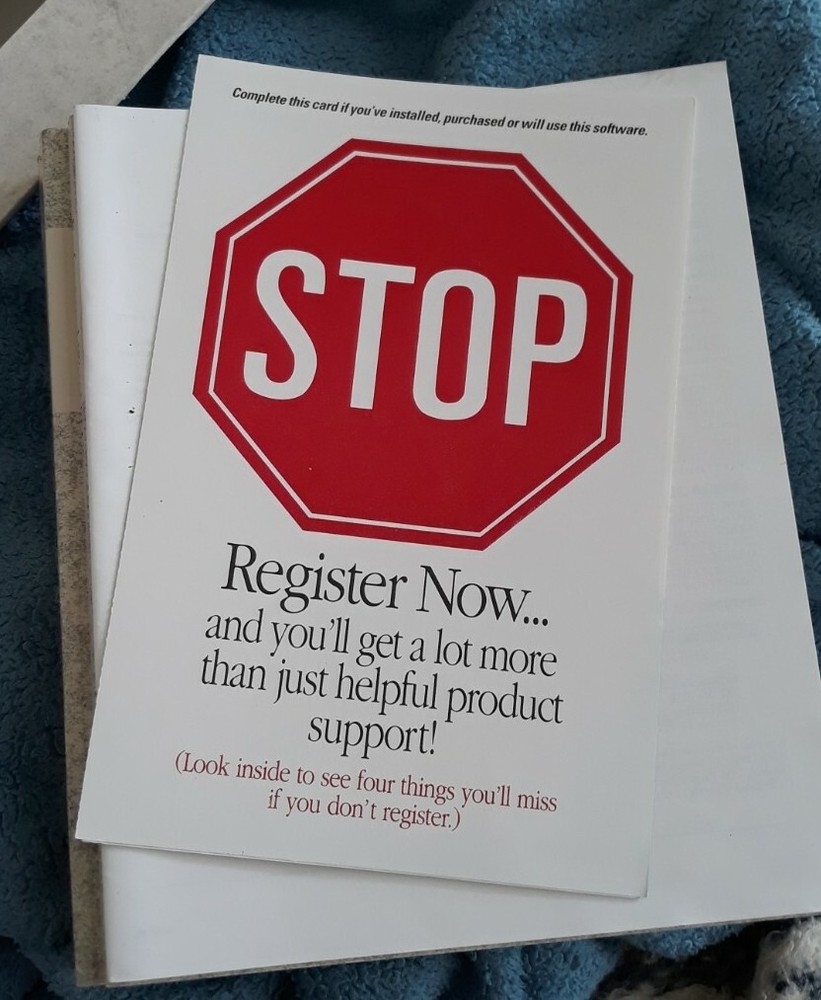 Complete this card if you've installed, purchased or will use this software.
STOP
Register Now...
and you'll get a lot more
than just helpful product
support!
(Look inside to see four things you'll miss
if you don't register.)